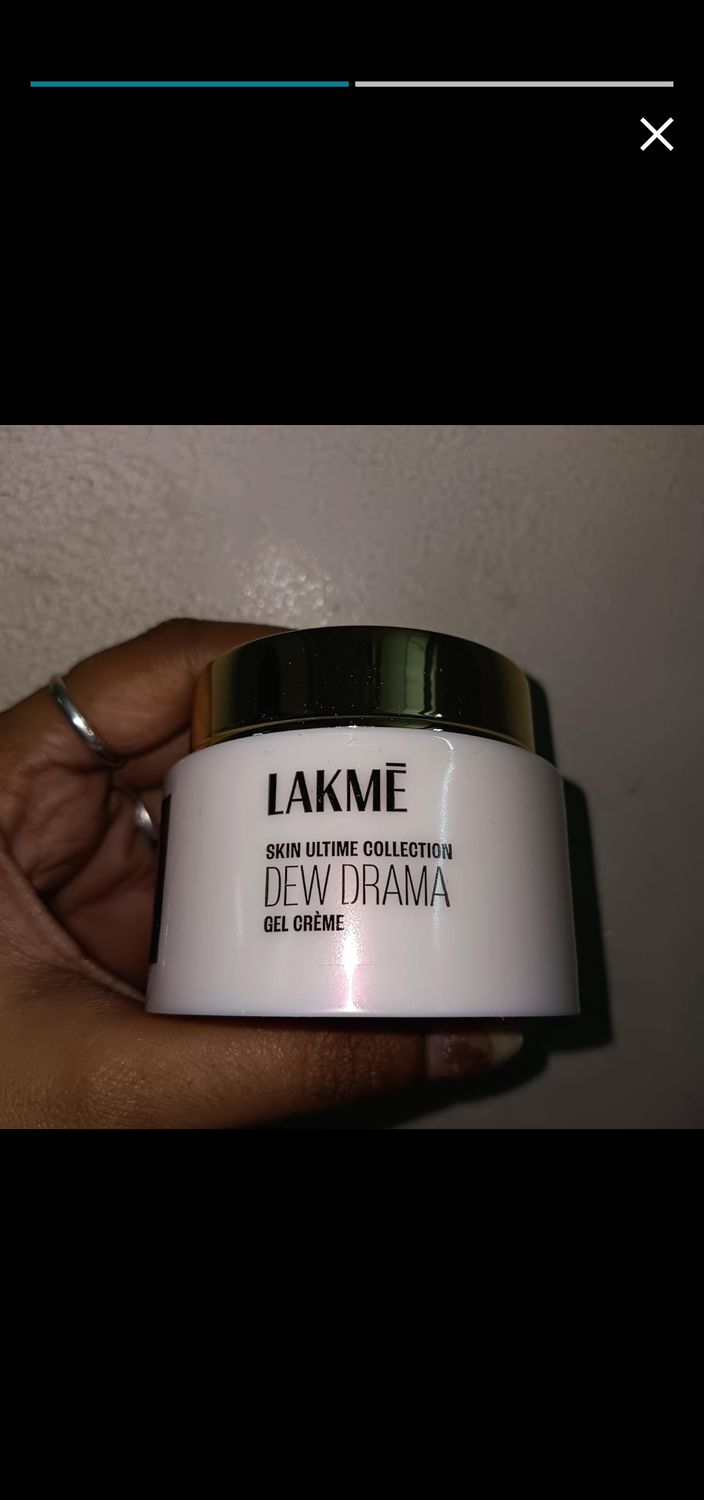 LAKMĒ
SKIN ULTIME COLLECTION
DEW DRAMA
GEL CRÈME